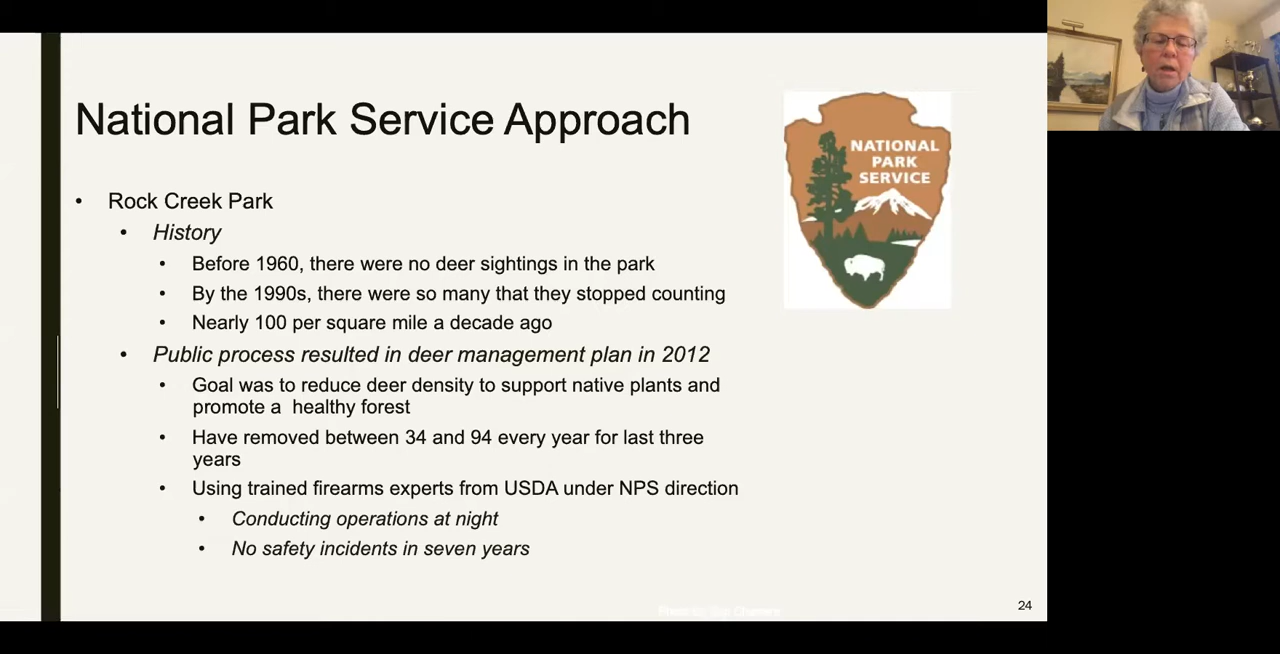 National Park Service Approach
NATIONAL
PARK
SERVICE
• Rock Creek Park
• History
• Before 1960, there were no deer sightings in the park
• By the 1990s, there were so many that they stopped counting
• Nearly 100 per square mile a decade ago
• Public process resulted in deer management plan in 2012
• Goal was to reduce deer density to support native plants and
promote a healthy forest
• Have removed between 34 and 94 every year for last three
years
• Using trained firearms experts from USDA under NPS direction
• Conducting operations at night
• No safety incidents in seven years
24